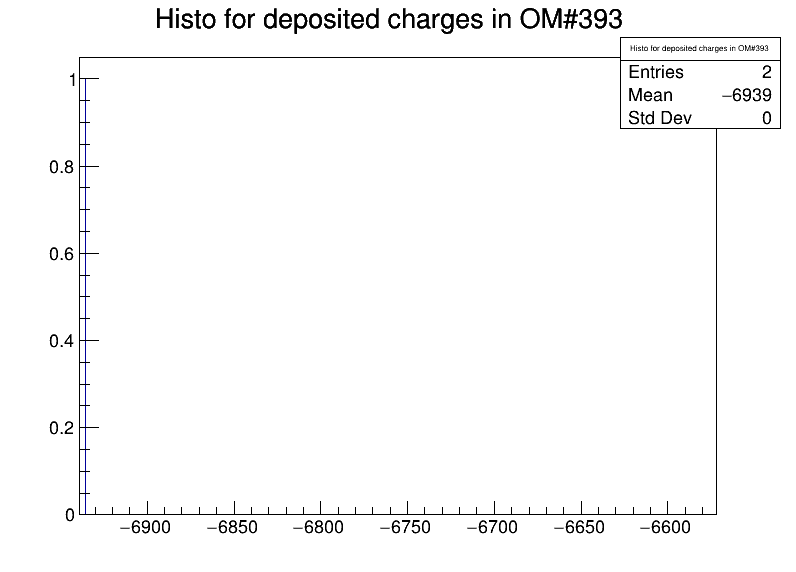 Histo for deposited charges in OM#393
Histo for deposited charges in OM#393
Entries 2
Mean −6939
Std Dev 0
1
0.8
0.6
0.4
0.2
0
−6900 −6850 −6800 −6750 −6700 −6650 −6600